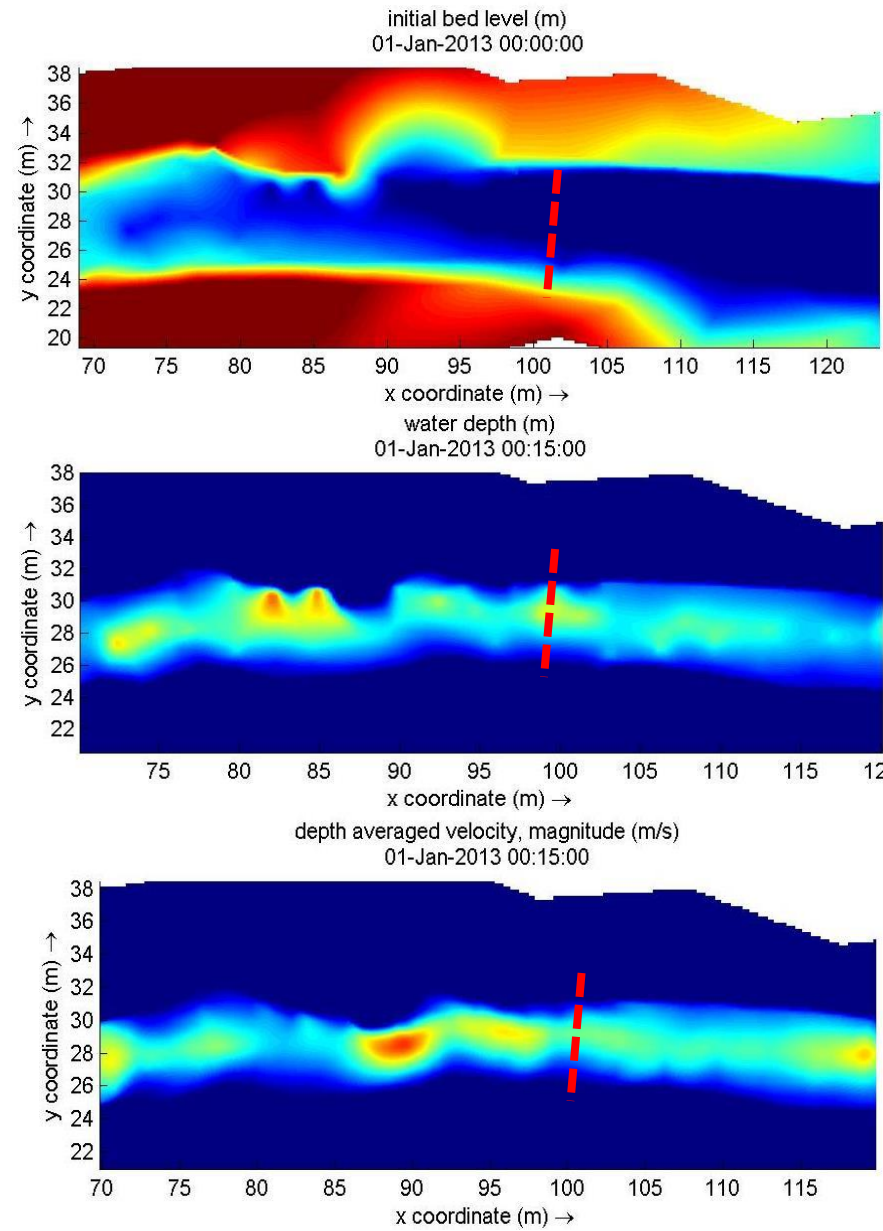 initial bed level (m)
01-Jan-2013 00:00:00
38
36
34
32
30
28
26
24
22
20
y coordinate (m) →
70 75 80 85 90 95 100 105 110 115 120
x coordinate (m) →
water depth (m)
01-Jan-2013 00:15:00
38
36
34
32
30
28
26
24
22
y coordinate (m) →
75 80 85 90 95 100 105 110 115 120
x coordinate (m) →
depth averaged velocity, magnitude (m/s)
01-Jan-2013 00:15:00
38
36
34
32
30
28
26
24
22
y coordinate (m) →
70 75 80 85 90 95 100 105 110 115
x coordinate (m) →